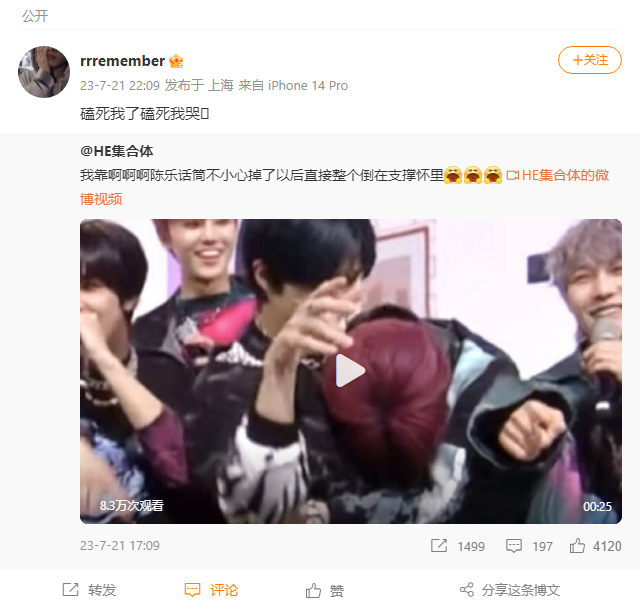 公开
rrremember
+关注
23-7-21 22:09 发布于 上海 来自 iPhone 14 Pro
磕死我了磕死我哭
@HE集合体
我靠啊啊啊陈乐话筒不小心掉了以后直接整个倒在支撑怀里 HE集合体的微
博视频
8.3万次观看
00:25
23-7-21 17:09
1499
197
4120
转发
评论
赞
分享这条博文